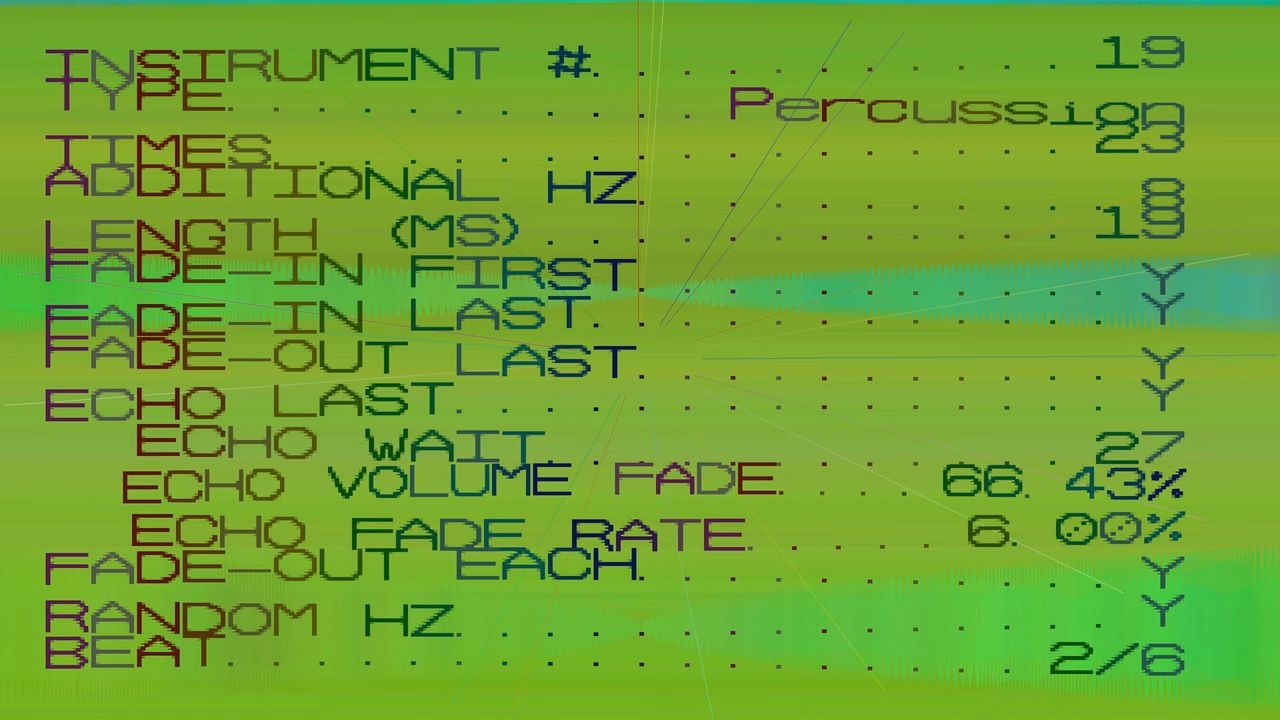 INSTRUMENT #. . . . . . . . . . . . 19
TYPE. . . . . . . . . . . Percussion
TIMES. . . . . . . . . . . . . . . . . . . 23
ADDITIONAL HZ. . . . . . . . . . . 8
LENGTH (MS) . . . . . . . . . . . . . 19
FADE-IN FIRST. . . . . . . . . . . Y
FADE-IN LAST. . . . . . . . . . . . Y
FADE-OUT LAST. . . . . . . . . . . Y
ECHO LAST. . . . . . . . . . . . . . . Y
ECHO WAIT. . . . . . . . . . . . . 27
ECHO VOLUME FADE. . . . . 66.43%
ECHO FADE RATE. . . . . 6.00%
FADE-OUT EACH. . . . . . . . . . . Y
RANDOM HZ. . . . . . . . . . . . . . . Y
BEAT. . . . . . . . . . . . . . . . . . . 2/6